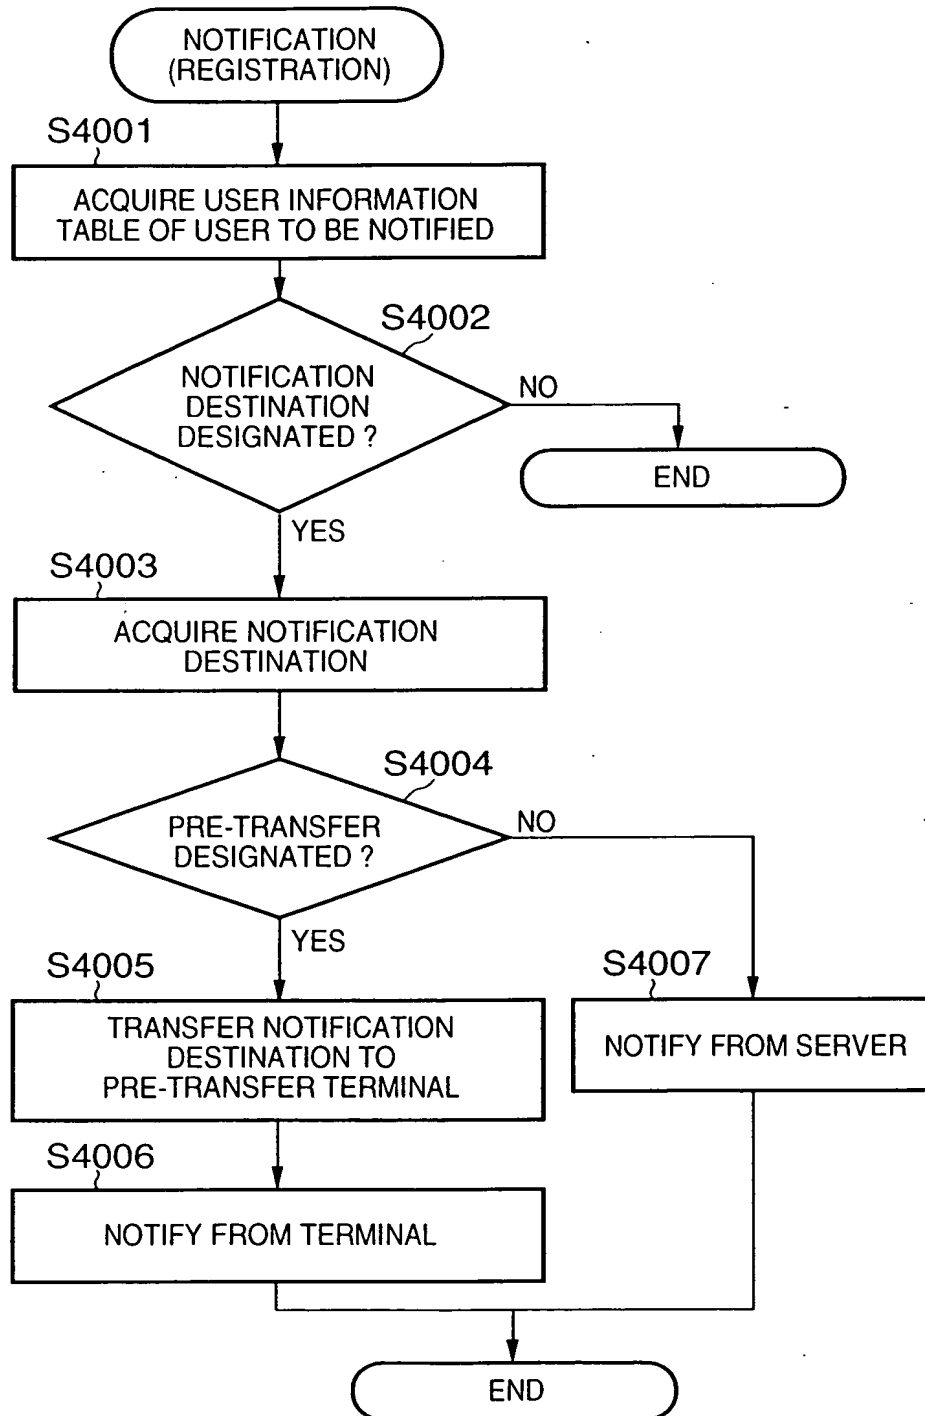 NOTIFICATION
(REGISTRATION)
S4001
ACQUIRE USER INFORMATION
TABLE OF USER TO BE NOTIFIED
S4002
NOTIFICATION
DESTINATION
DESIGNATED ?
NO
END
YES
S4003
ACQUIRE NOTIFICATION
DESTINATION
S4004
PRE-TRANSFER
DESIGNATED ?
NO
YES
S4005
TRANSFER NOTIFICATION
DESTINATION TO
PRE-TRANSFER TERMINAL
S4007
NOTIFY FROM SERVER
S4006
NOTIFY FROM TERMINAL
END